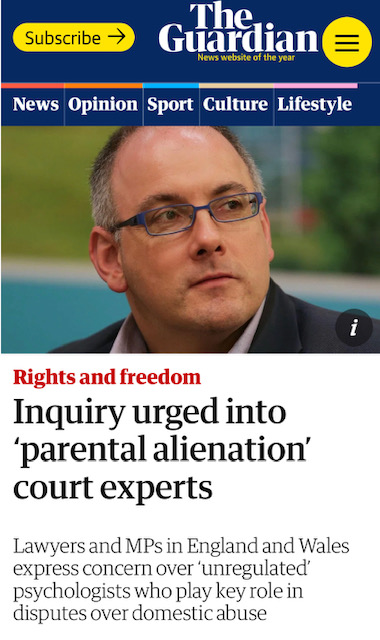 Subscribe →
The
Guardian
News website of the year
News Opinion Sport Culture Lifestyle
i
Rights and freedom
Inquiry urged into
‘parental alienation’
court experts
Lawyers and MPs in England and Wales
express concern over ‘unregulated’
psychologists who play key role in
disputes over domestic abuse